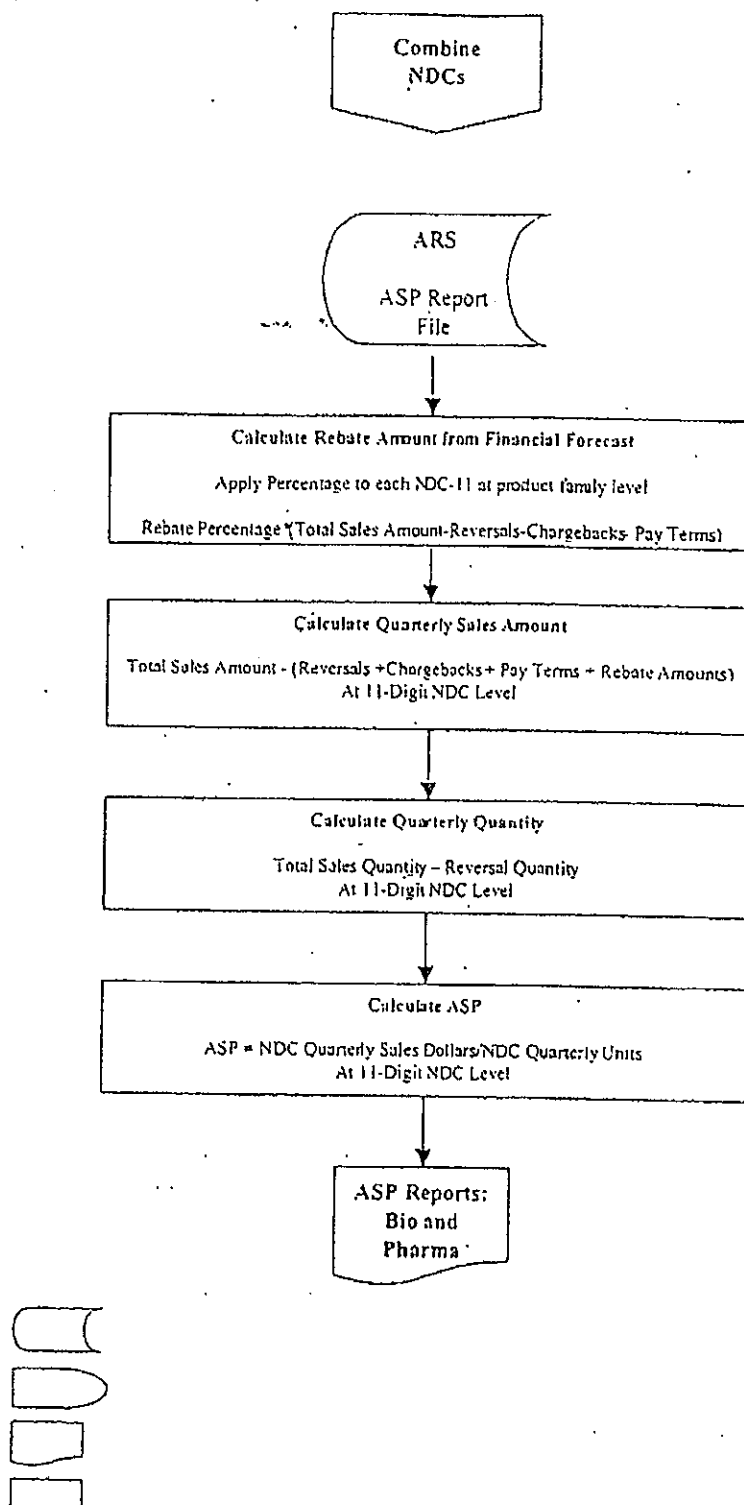 Combine
NDCs
ARS
ASP Report
File
Calculate Rebate Amount from Financial Forecast
Apply Percentage to each NDC-11 at product family level
Rebate Percentage *(Total Sales Amount-Reversals-Chargebacks- Pay Terms)
Calculate Quarterly Sales Amount
Total Sales Amount - (Reversals +Chargebacks+ Pay Terms + Rebate Amounts)
At 11-Digit NDC Level
Calculate Quarterly Quantity
Total Sales Quantity – Reversal Quantity
At 11-Digit NDC Level
Calculate ASP
ASP = NDC Quarterly Sales Dollars/NDC Quarterly Units
At 11-Digit NDC Level
ASP Reports:
Bio and
Pharma